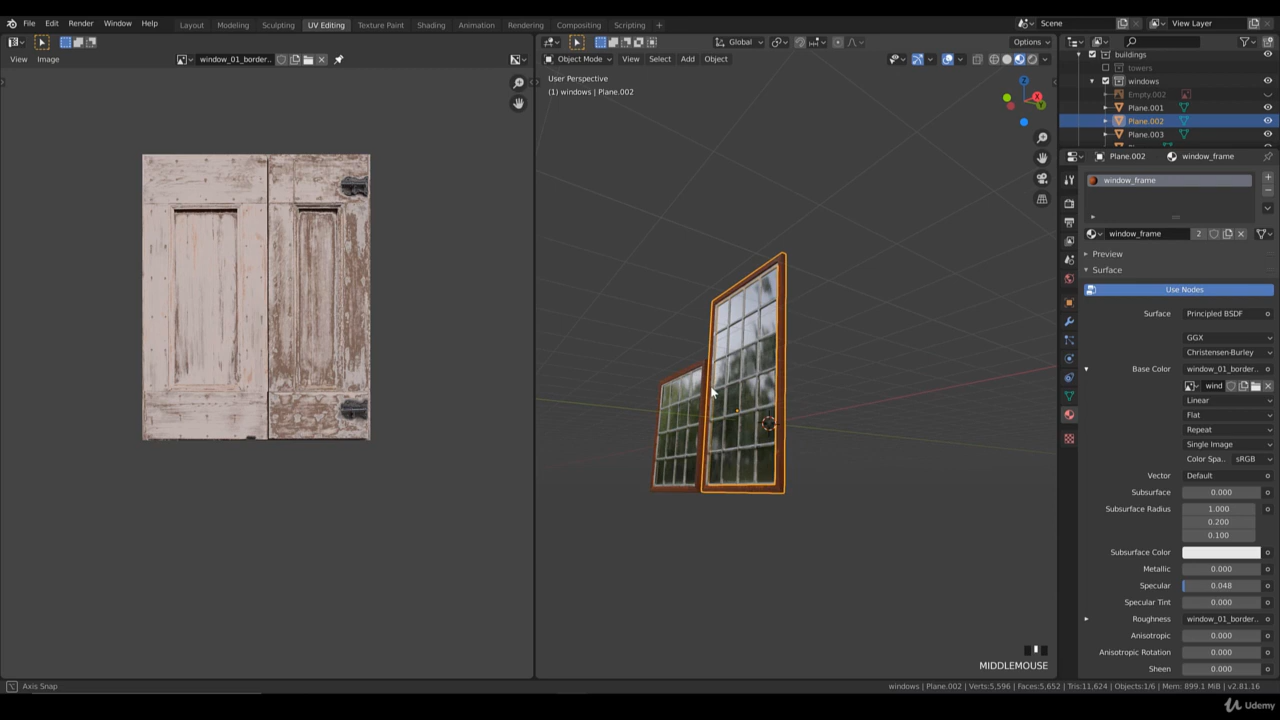 File Edit Render Window Help Layout Modeling Sculpting UV Editing Texture Paint Shading Animation Rendering Compositing Scripting + Scene View Layer
Global Options
View Image window_01_border.. Object Mode View Select Add Object
User Perspective
(1) windows | Plane.002
buildings
towers
windows
Empty.002
Plane.001
Plane.002
Plane.003
Plane.002 window_frame
window_frame
window_frame 2
Preview
Surface
Use Nodes
Surface Principled BSDF
GGX
Christensen-Burley
Base Color window_01_border..
wind
Linear
Flat
Repeat
Single Image
Color Spa.. sRGB
Vector Default
Subsurface 0.000
Subsurface Radius 1.000
0.200
0.100
Subsurface Color
Metallic 0.000
Specular 0.048
Specular Tint 0.000
Roughness window_01_border..
Anisotropic 0.000
Anisotropic Rotation 0.000
Sheen 0.000
X
Y
Z
MIDDLEMOUSE
Axis Snap
windows | Plane.002 | Verts:5,596 | Faces:5,652 | Tris:11,624 | Objects:1/6 | Mem: 899.1 MiB | v2.81.16
Udemy